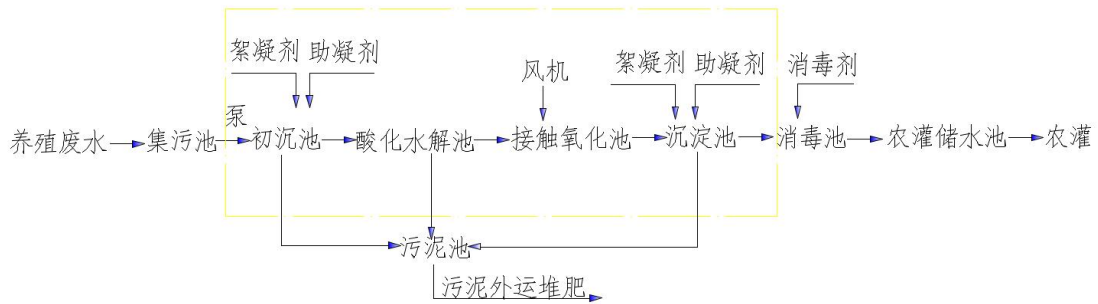 絮凝剂 助凝剂
风机
絮凝剂 助凝剂
消毒剂
泵
养殖废水
集污池
初沉池
酸化水解池
接触氧化池
沉淀池
消毒池
农灌储水池
农灌
污泥池
污泥外运堆肥